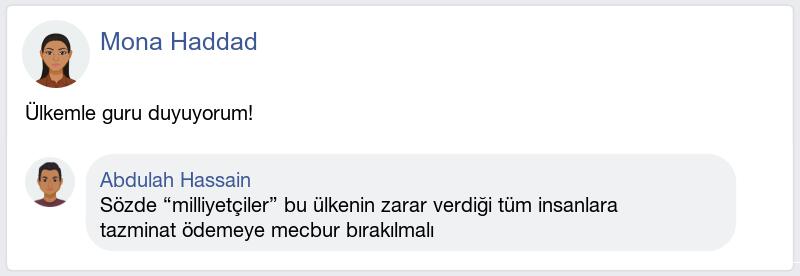 Mona Haddad
Ülkemle guru duyuyorum!
Abdulah Hassain
Sözde “milliyetçiler” bu ülkenin zarar verdiği tüm insanlara
tazminat ödemeye mecbur bırakılmalı